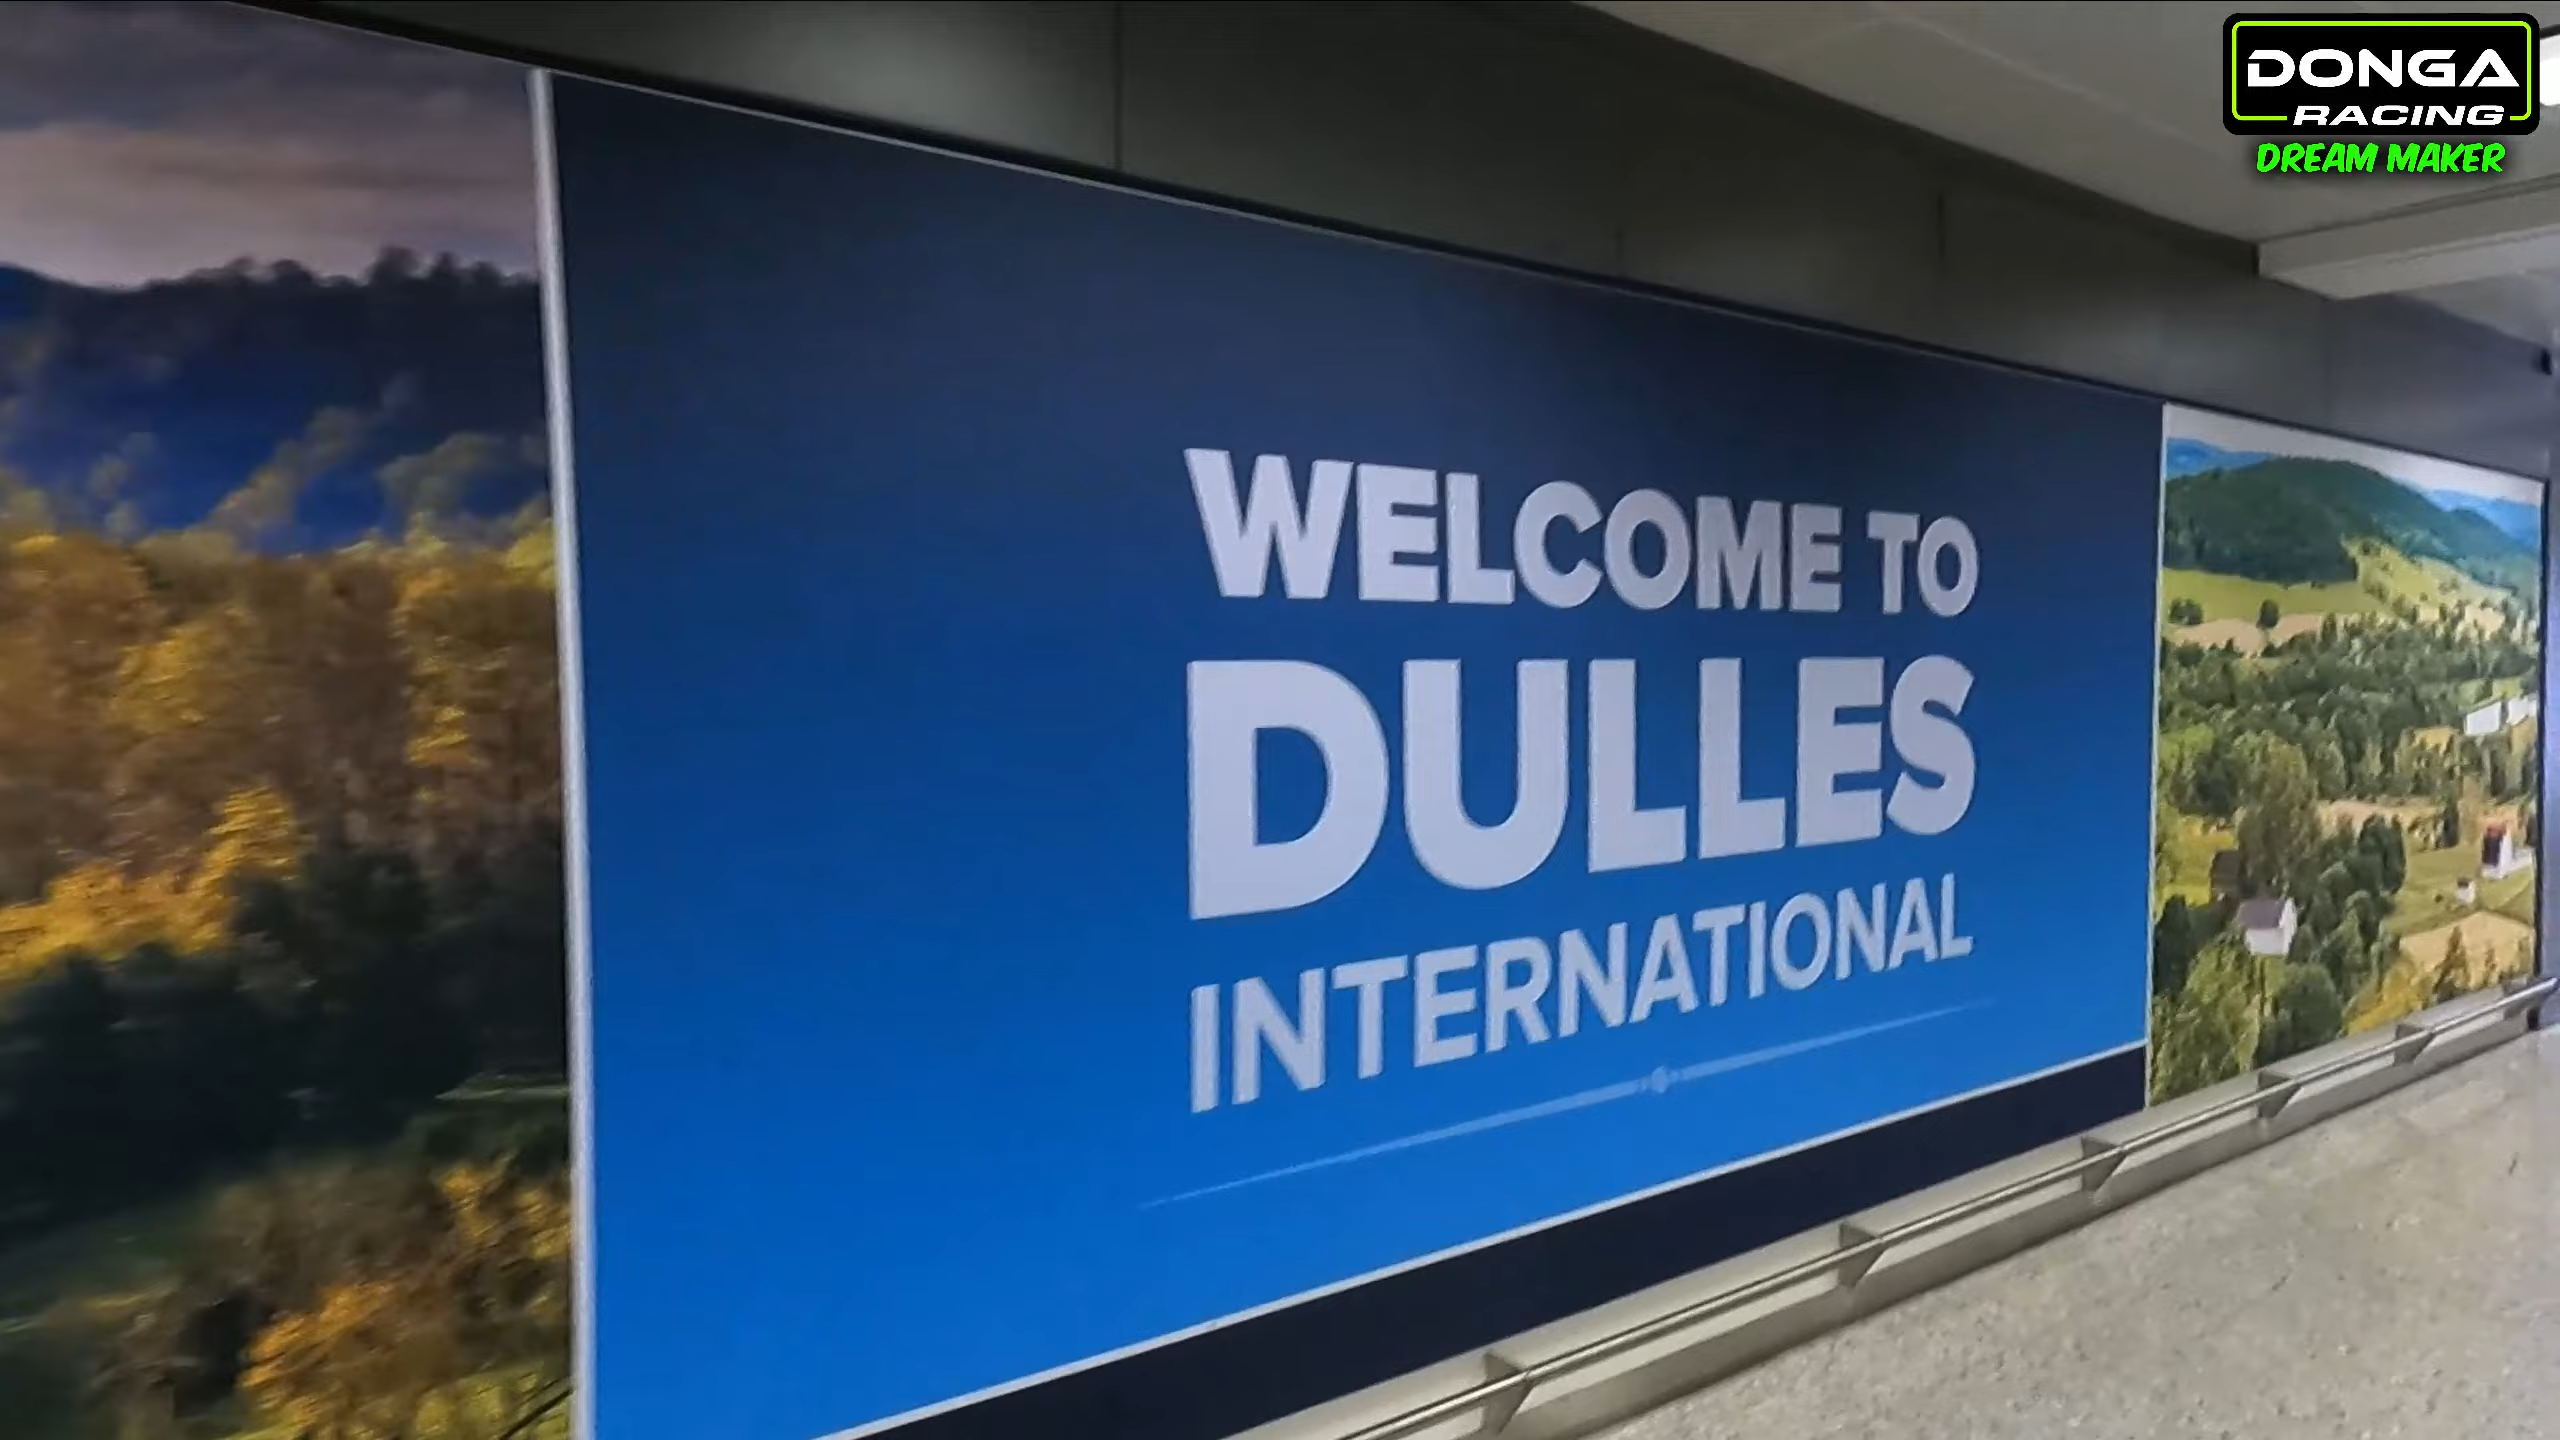 DONGA
RACING
DREAM MAKER
WELCOME TO
DULLES
INTERNATIONAL